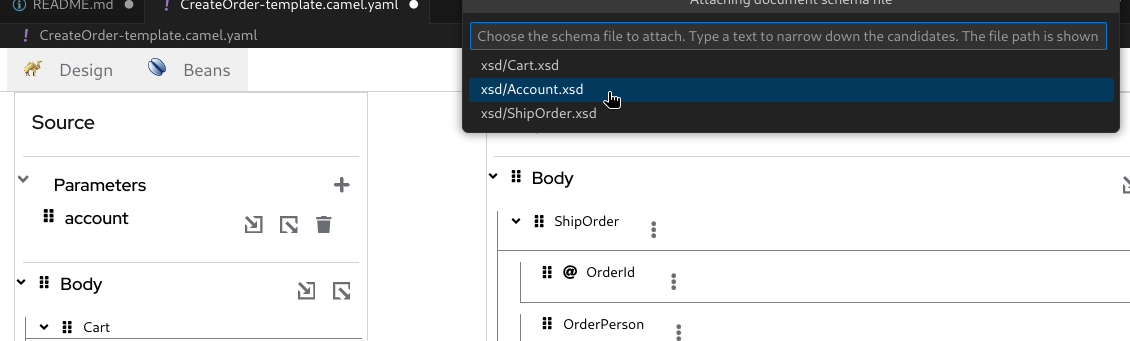 README.md
CreateOrder-template.camel.yaml
Attaching document schema file
CreateOrder-template.camel.yaml
Choose the schema file to attach. Type a text to narrow down the candidates. The file path is shown
xsd/Cart.xsd
xsd/Account.xsd
xsd/ShipOrder.xsd
Design
Beans
Source
Parameters
account
Body
Cart
Body
ShipOrder
@ OrderId
OrderPerson